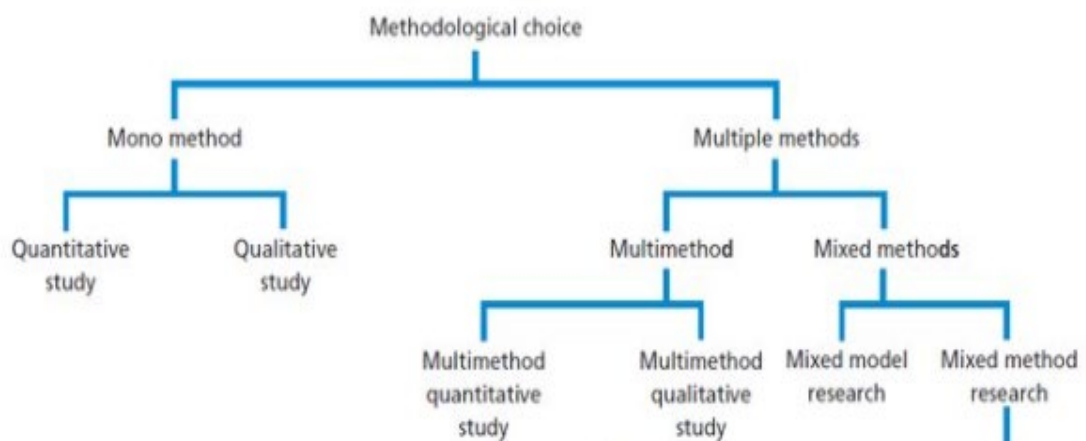 Methodological choice
Mono method
Multiple methods
Quantitative
study
Qualitative
study
Multimethod
Mixed methods
Multimethod
quantitative
study
Multimethod
qualitative
study
Mixed model
research
Mixed method
research